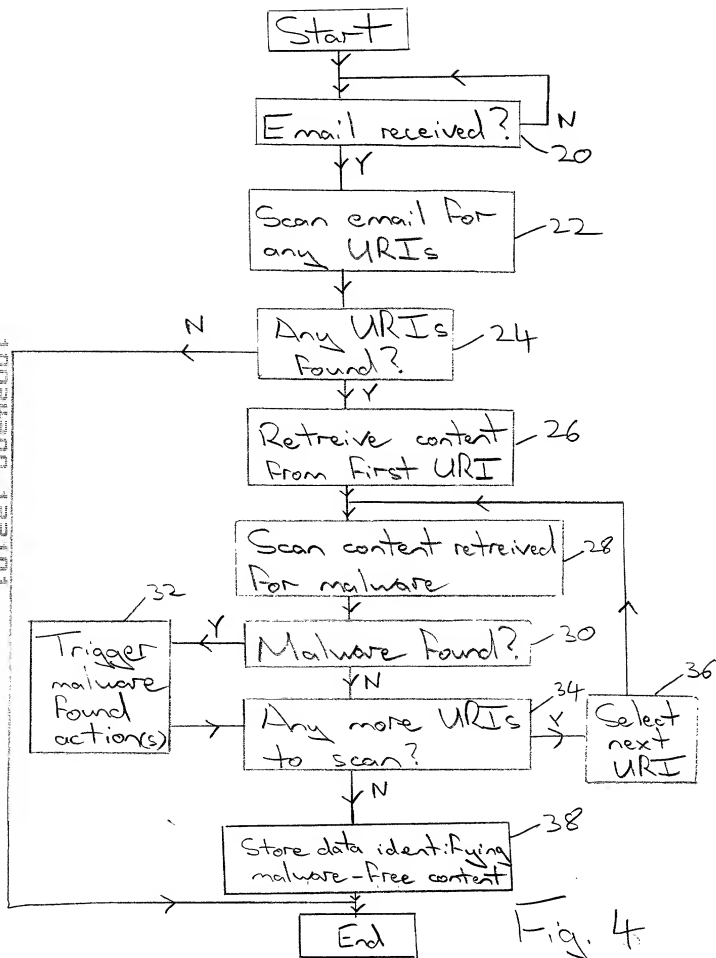 Start
Email received?
N
20
Y
Scan email for
any URIs
22
N
Any URIs
Found?
24
Y
Retreive content
From First URI
26
Scan content retreived
For malware
28
32
Y
Malware Found?
30
Trigger
malware
Found
action(s)
N
34
36
Any more URIs
to scan?
Y
Select
next
URI
N
38
Store data identifying
malware-Free content
End
Fig. 4